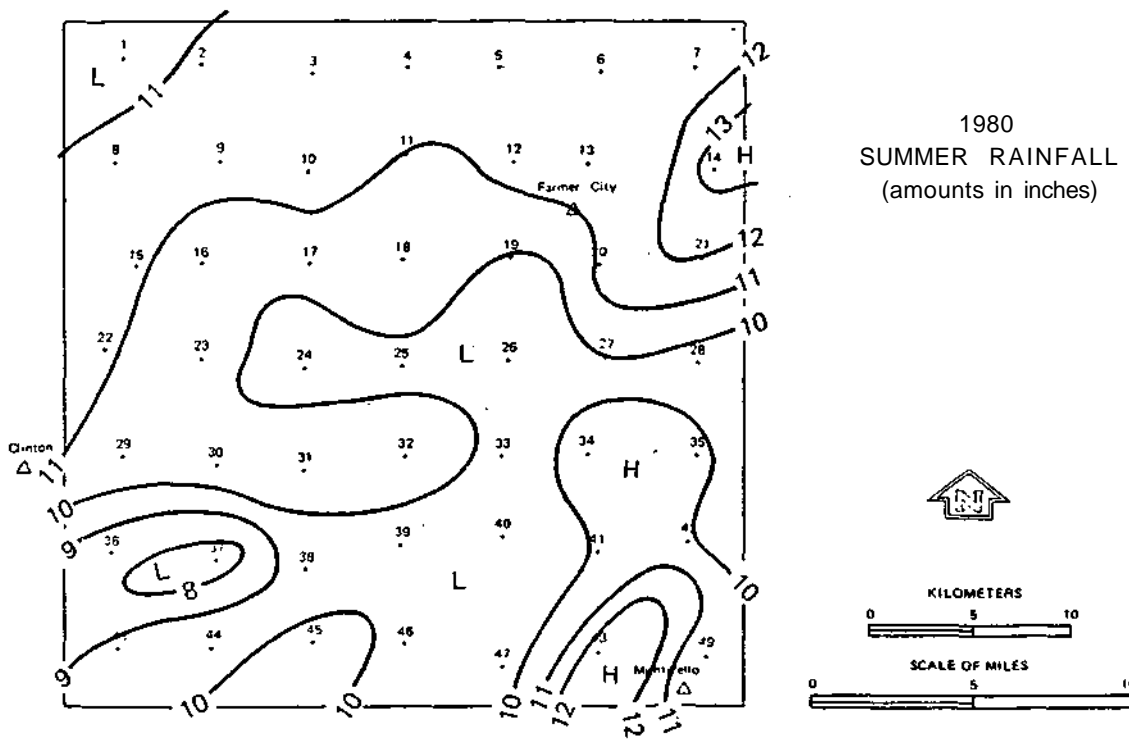 1 2 3 4 5 6 7
L
11
12
13
14
H
8 9 10 11 12 13
Farmer City
15 16 17 18 19 21
12
11
10
22 23 24 25 L 26 27 28
Clinton
29 30 31 32 33 34 35
H
11
10
9
36 37 38 39 40 41
L
8
L
10
44 45 46 47 49
H
9
10
10
10
11
12
12
11
1980
SUMMER RAINFALL
(amounts in inches)
N
KILOMETERS
0 5 10
SCALE OF MILES
0 5